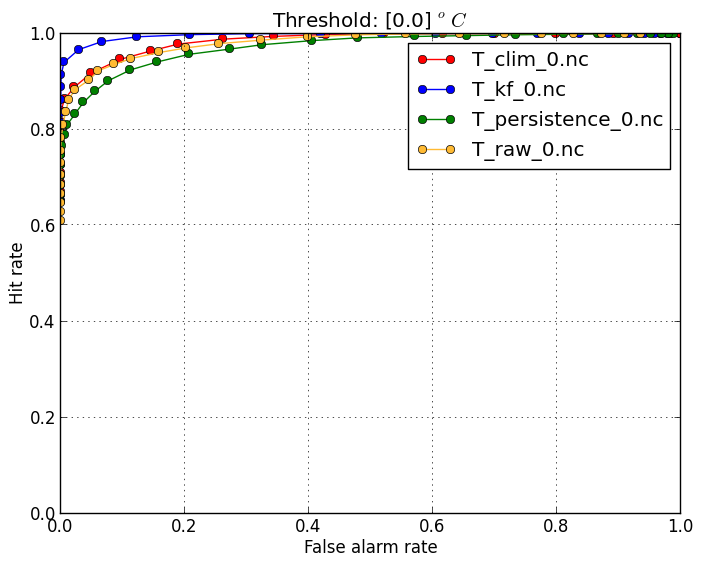 Threshold: [0.0] ° C
1.0
0.8
0.6
0.4
0.2
0.0
Hit rate
T_clim_0.nc
T_kf_0.nc
T_persistence_0.nc
T_raw_0.nc
0.0 0.2 0.4 0.6 0.8 1.0
False alarm rate